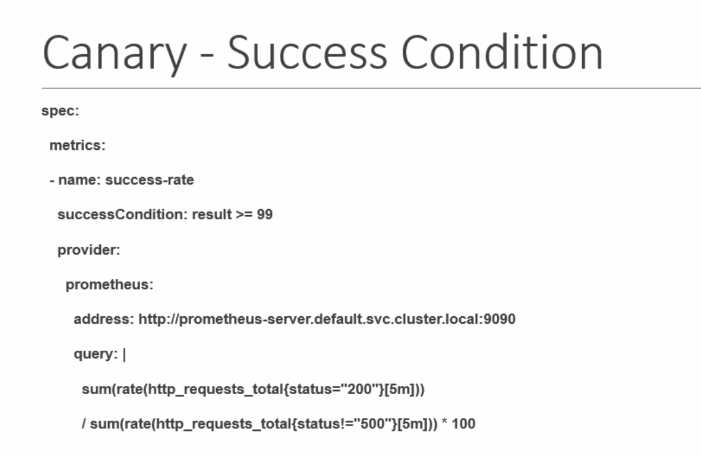 Canary - Success Condition
spec:
metrics:
- name: success-rate
successCondition: result >= 99
provider:
prometheus:
address: http://prometheus-server.default.svc.cluster.local:9090
query: |
sum(rate(http_requests_total{status="200"}[5m]))
/ sum(rate(http_requests_total{status!="500"}[5m])) * 100